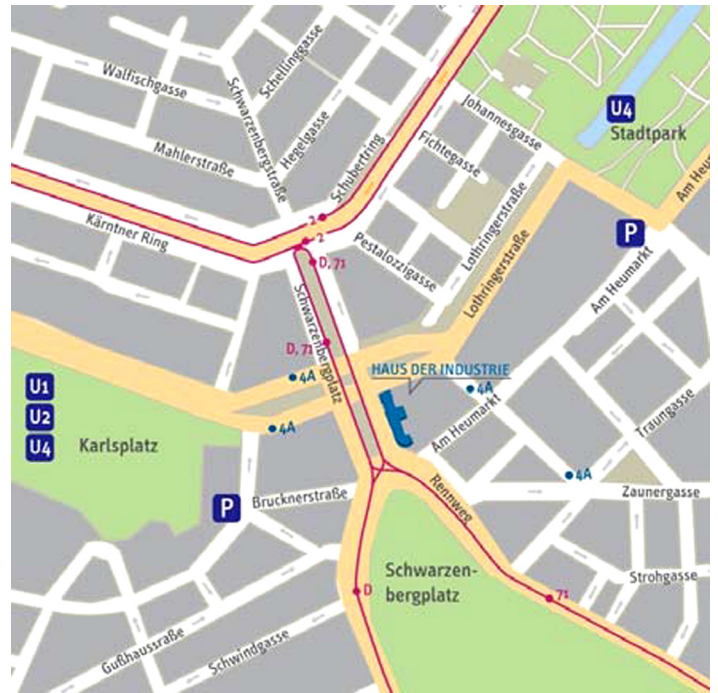 Schellinggasse
Walfischgasse
Schwarzenbergstraße
Hegelgasse
Mahlerstraße
Schubertring
Johannesgasse
Fichtegasse
U4
Stadtpark
Am Heum
Kärntner Ring
2
2
D, 71
Pestalozzigasse
Lothringerstraße
Lothringerstraße
P
Am Heumarkt
Schwarzenbergplatz
D, 71
HAUS DER INDUSTRIE
4A
4A
U1
U2
U4
Karlsplatz
4A
Am Heumarkt
Traungasse
4A
P
Brucknerstraße
Rennweg
Zaunergasse
Schwarzen-
bergplatz
D
71
Strohgasse
Gußhaussraße
Schwindgasse